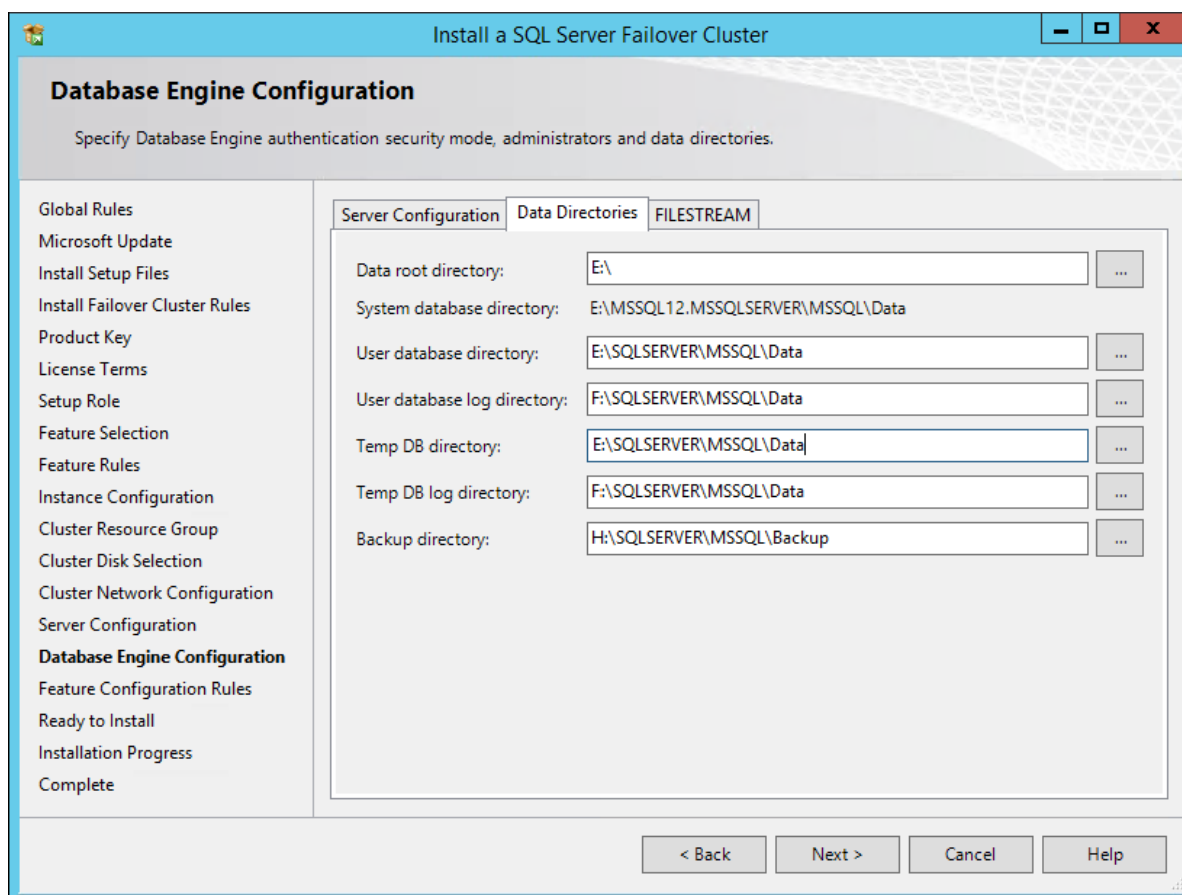 Install a SQL Server Failover Cluster
Database Engine Configuration
Specify Database Engine authentication security mode, administrators and data directories.
Global Rules
Microsoft Update
Install Setup Files
Install Failover Cluster Rules
Product Key
License Terms
Setup Role
Feature Selection
Feature Rules
Instance Configuration
Cluster Resource Group
Cluster Disk Selection
Cluster Network Configuration
Server Configuration
Database Engine Configuration
Feature Configuration Rules
Ready to Install
Installation Progress
Complete
Server Configuration Data Directories FILESTREAM
Data root directory: E:\ ...
System database directory: E:\MSSQL12.MSSQLSERVER\MSSQL\Data
User database directory: E:\SQLSERVER\MSSQL\Data ...
User database log directory: F:\SQLSERVER\MSSQL\Data ...
Temp DB directory: E:\SQLSERVER\MSSQL\Data ...
Temp DB log directory: F:\SQLSERVER\MSSQL\Data ...
Backup directory: H:\SQLSERVER\MSSQL\Backup ...
< Back Next > Cancel Help